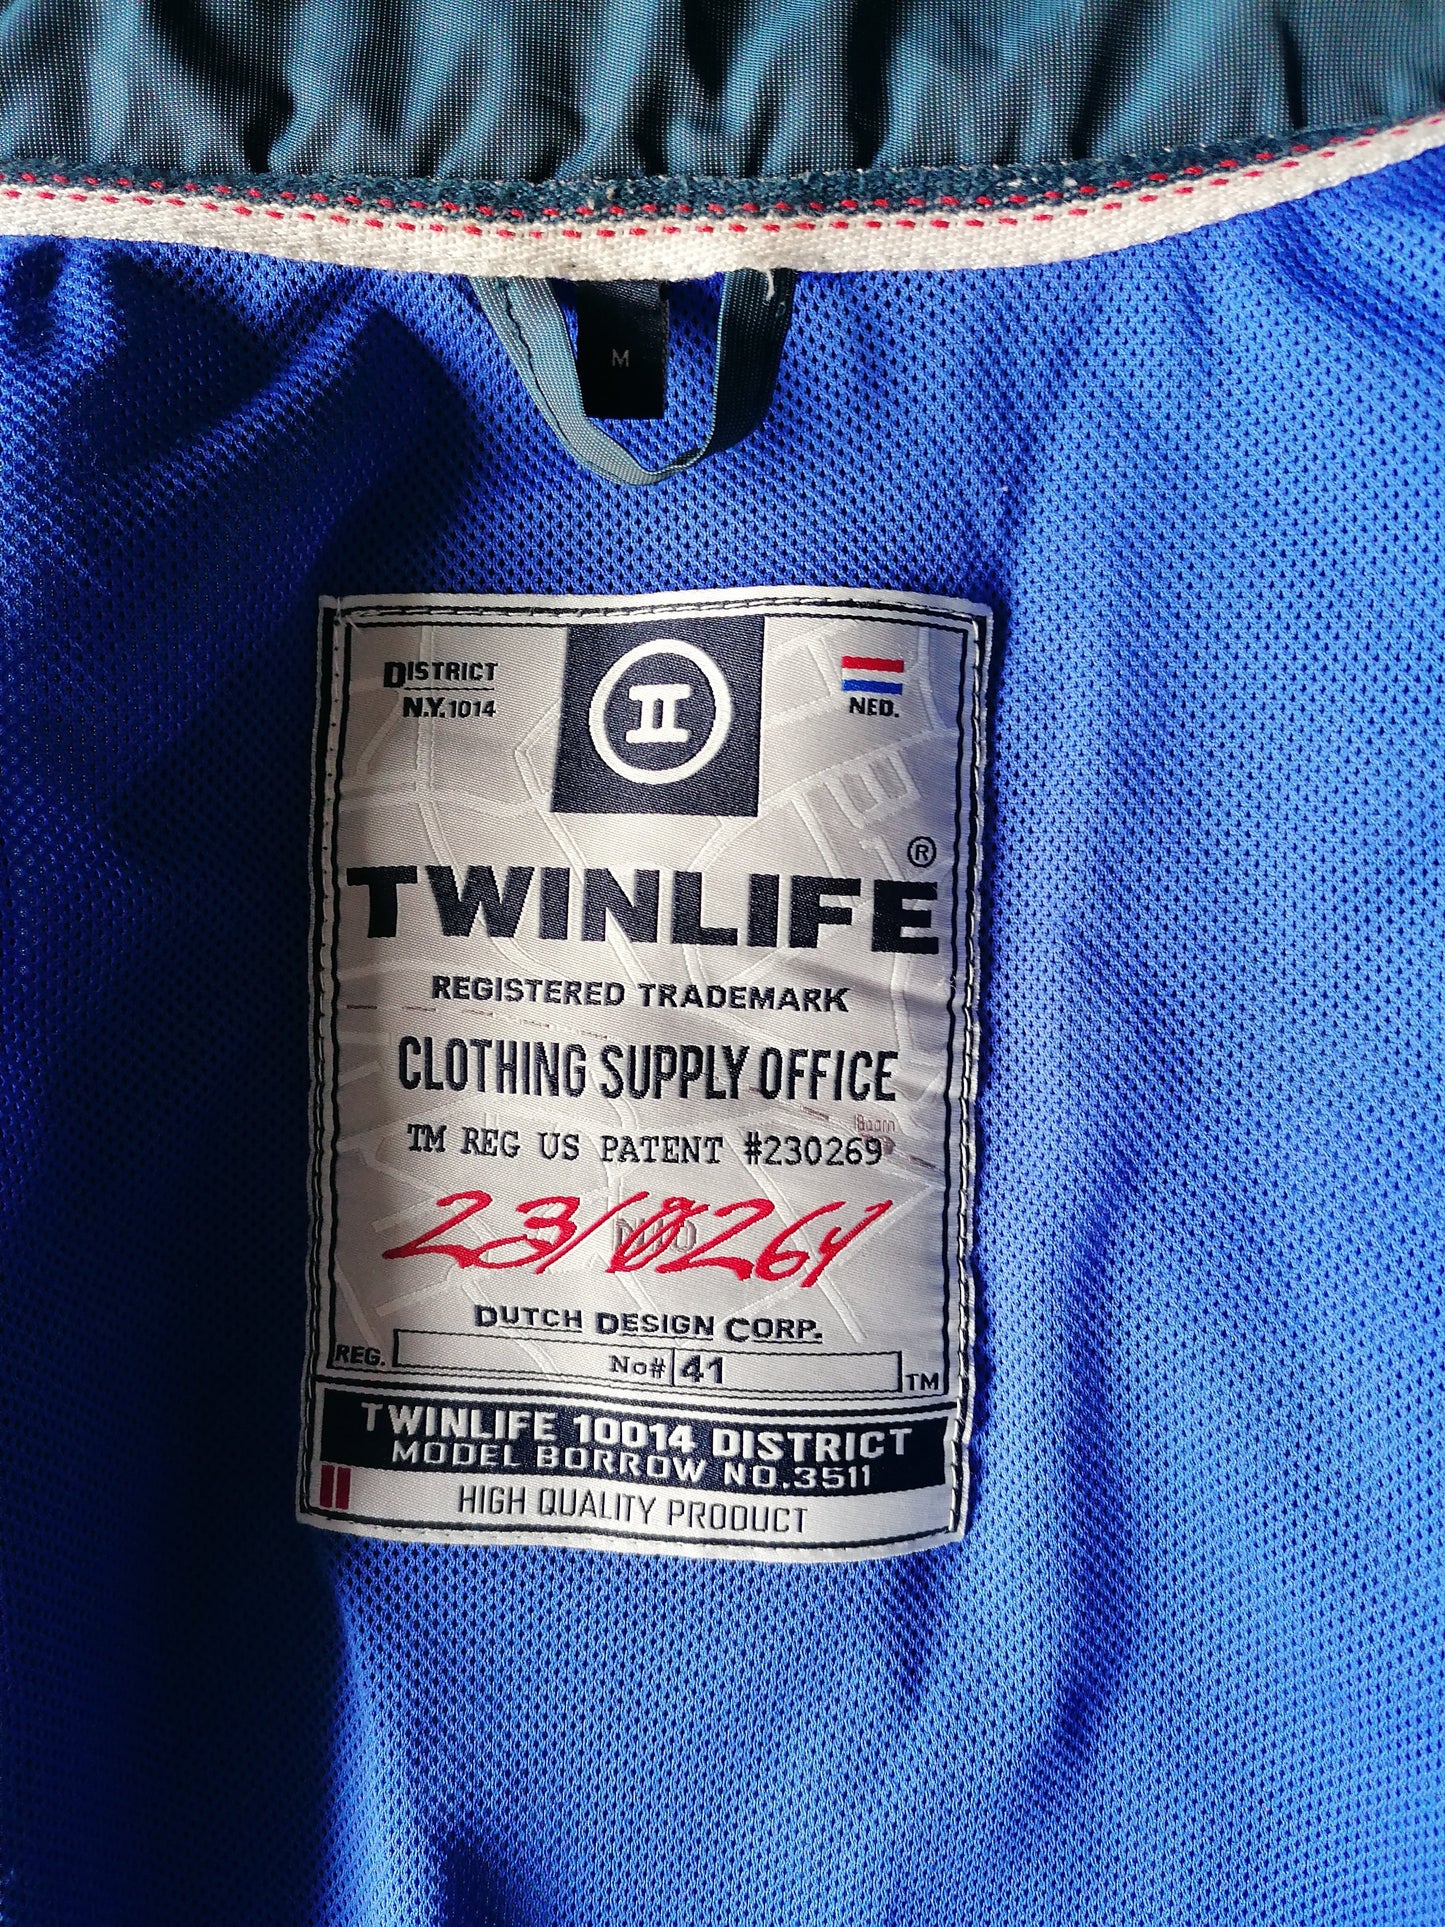 M
DISTRICT
N.Y.1014
II
NED.
®
TWINLIFE
REGISTERED TRADEMARK
CLOTHING SUPPLY OFFICE
TM REG US PATENT #230269
23/0264
DUTCH DESIGN CORP.
REG. No# 41 TM
TWINLIFE 10014 DISTRICT
MODEL BORROW NO.3511
II
HIGH QUALITY PRODUCT